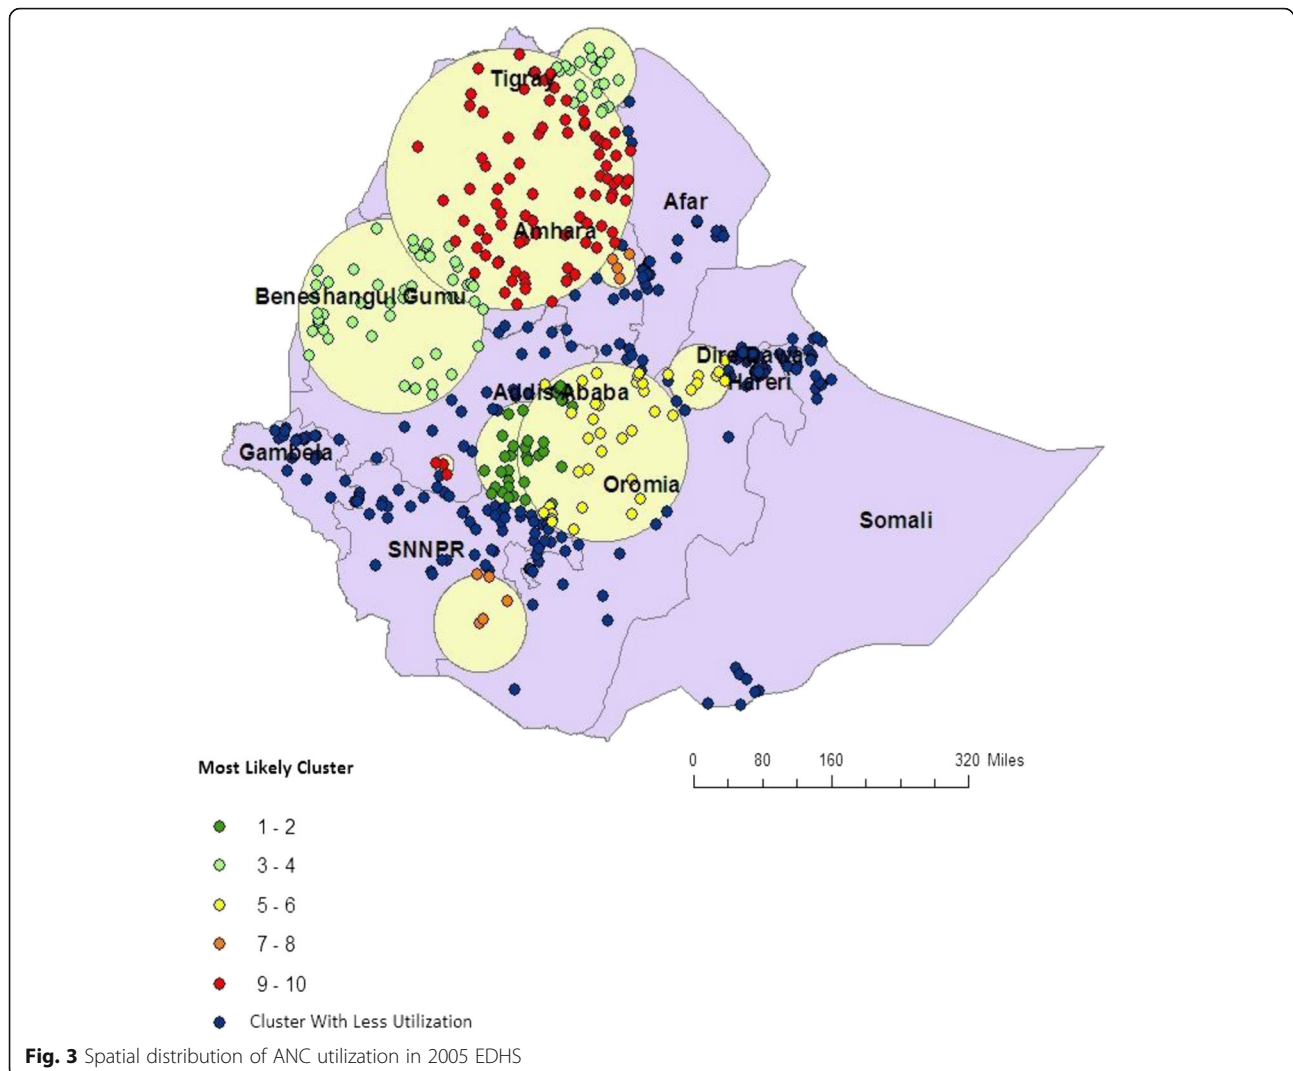 Tigray
Afar
Amhara
Beneshangul Gumu
Dire Dawa
Hareri
Addis Ababa
Gambela
Oromia
Somali
SNNPR
Most Likely Cluster
0 80 160 320 Miles
1 - 2
3 - 4
5 - 6
7 - 8
9 - 10
Cluster With Less Utilization
Fig. 3 Spatial distribution of ANC utilization in 2005 EDHS